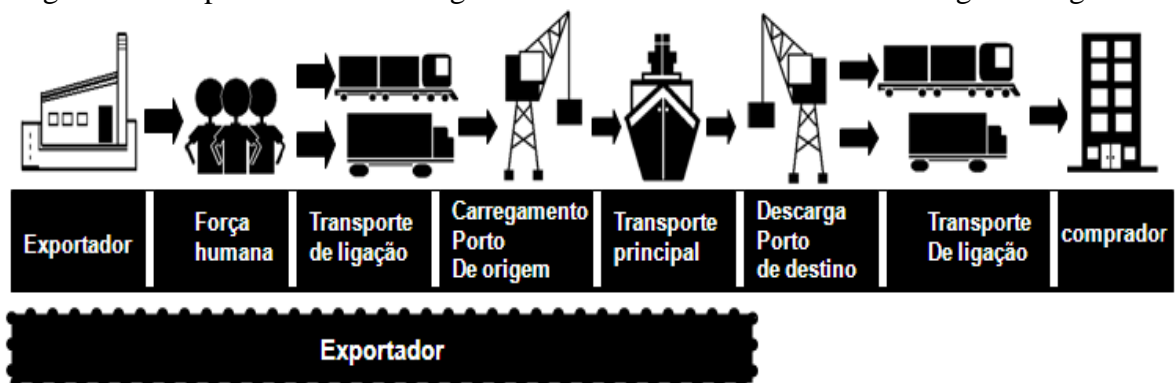 Exportador
Força
humana
Transporte
de ligação
Carregamento
Porto
De origem
Transporte
principal
Descarga
Porto
de destino
Transporte
De ligação
comprador
Exportador